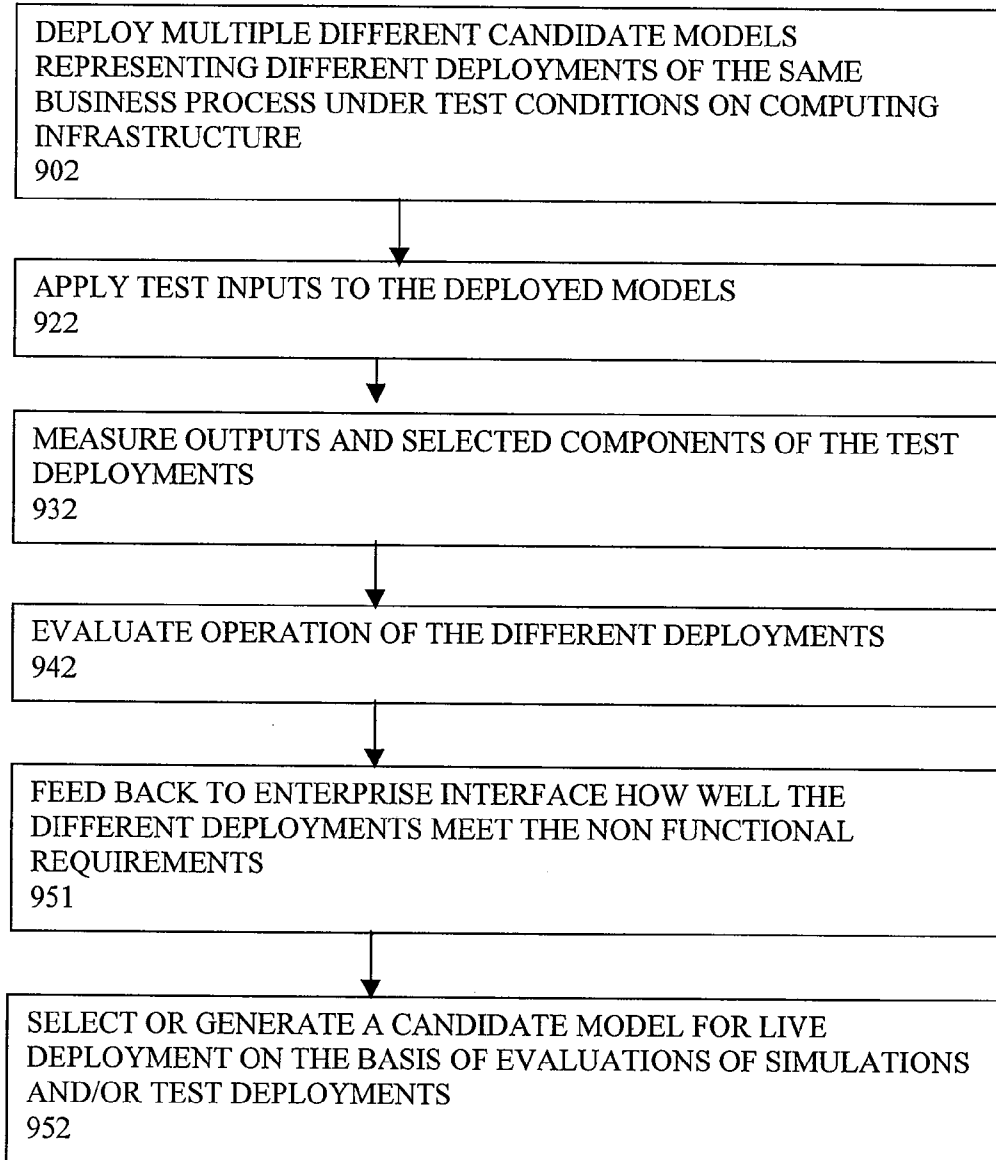 DEPLOY MULTIPLE DIFFERENT CANDIDATE MODELS
REPRESENTING DIFFERENT DEPLOYMENTS OF THE SAME
BUSINESS PROCESS UNDER TEST CONDITIONS ON COMPUTING
INFRASTRUCTURE
902
APPLY TEST INPUTS TO THE DEPLOYED MODELS
922
MEASURE OUTPUTS AND SELECTED COMPONENTS OF THE TEST
DEPLOYMENTS
932
EVALUATE OPERATION OF THE DIFFERENT DEPLOYMENTS
942
FEED BACK TO ENTERPRISE INTERFACE HOW WELL THE
DIFFERENT DEPLOYMENTS MEET THE NON FUNCTIONAL
REQUIREMENTS
951
SELECT OR GENERATE A CANDIDATE MODEL FOR LIVE
DEPLOYMENT ON THE BASIS OF EVALUATIONS OF SIMULATIONS
AND/OR TEST DEPLOYMENTS
952